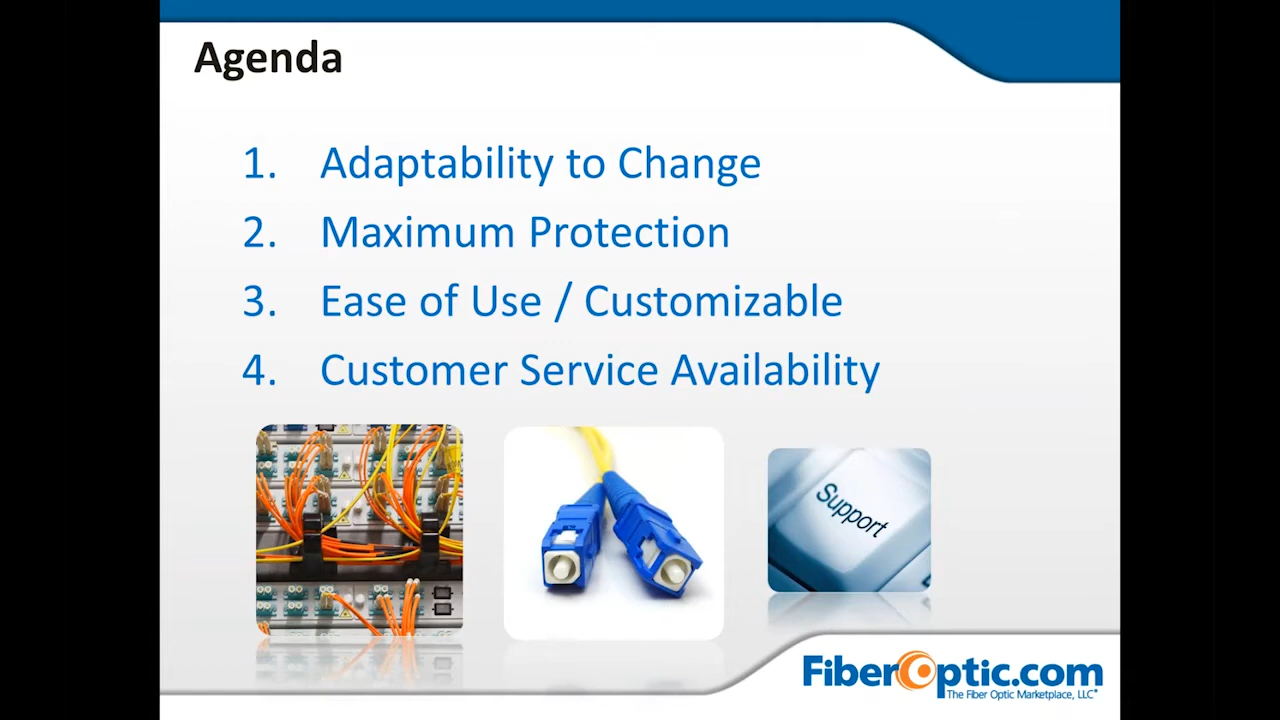 Agenda
1. Adaptability to Change
2. Maximum Protection
3. Ease of Use / Customizable
4. Customer Service Availability
Support
FiberOptic.com
The Fiber Optic Marketplace, LLC®